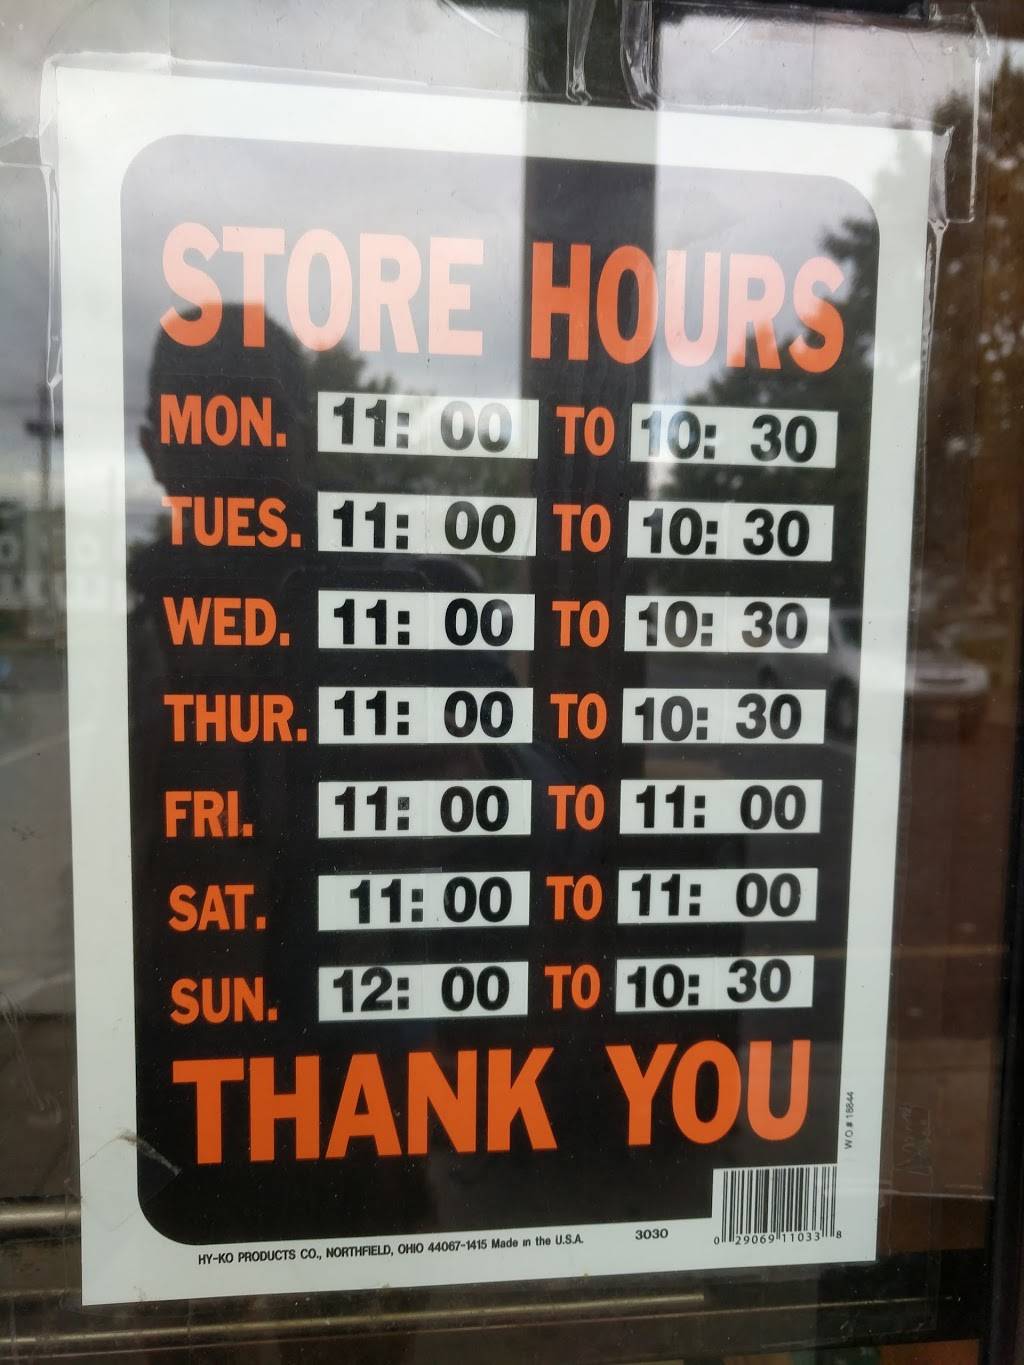 STORE HOURS
MON. 11: 00 TO 10: 30
TUES. 11: 00 TO 10: 30
WED. 11: 00 TO 10: 30
THUR. 11: 00 TO 10: 30
FRI. 11: 00 TO 11: 00
SAT. 11: 00 TO 11: 00
SUN. 12: 00 TO 10: 30
THANK YOU
W O # 18844
HY-KO PRODUCTS CO., NORTHFIELD, OHIO 44067-1415 Made in the U.S.A. 3030
0 29069 11033 8